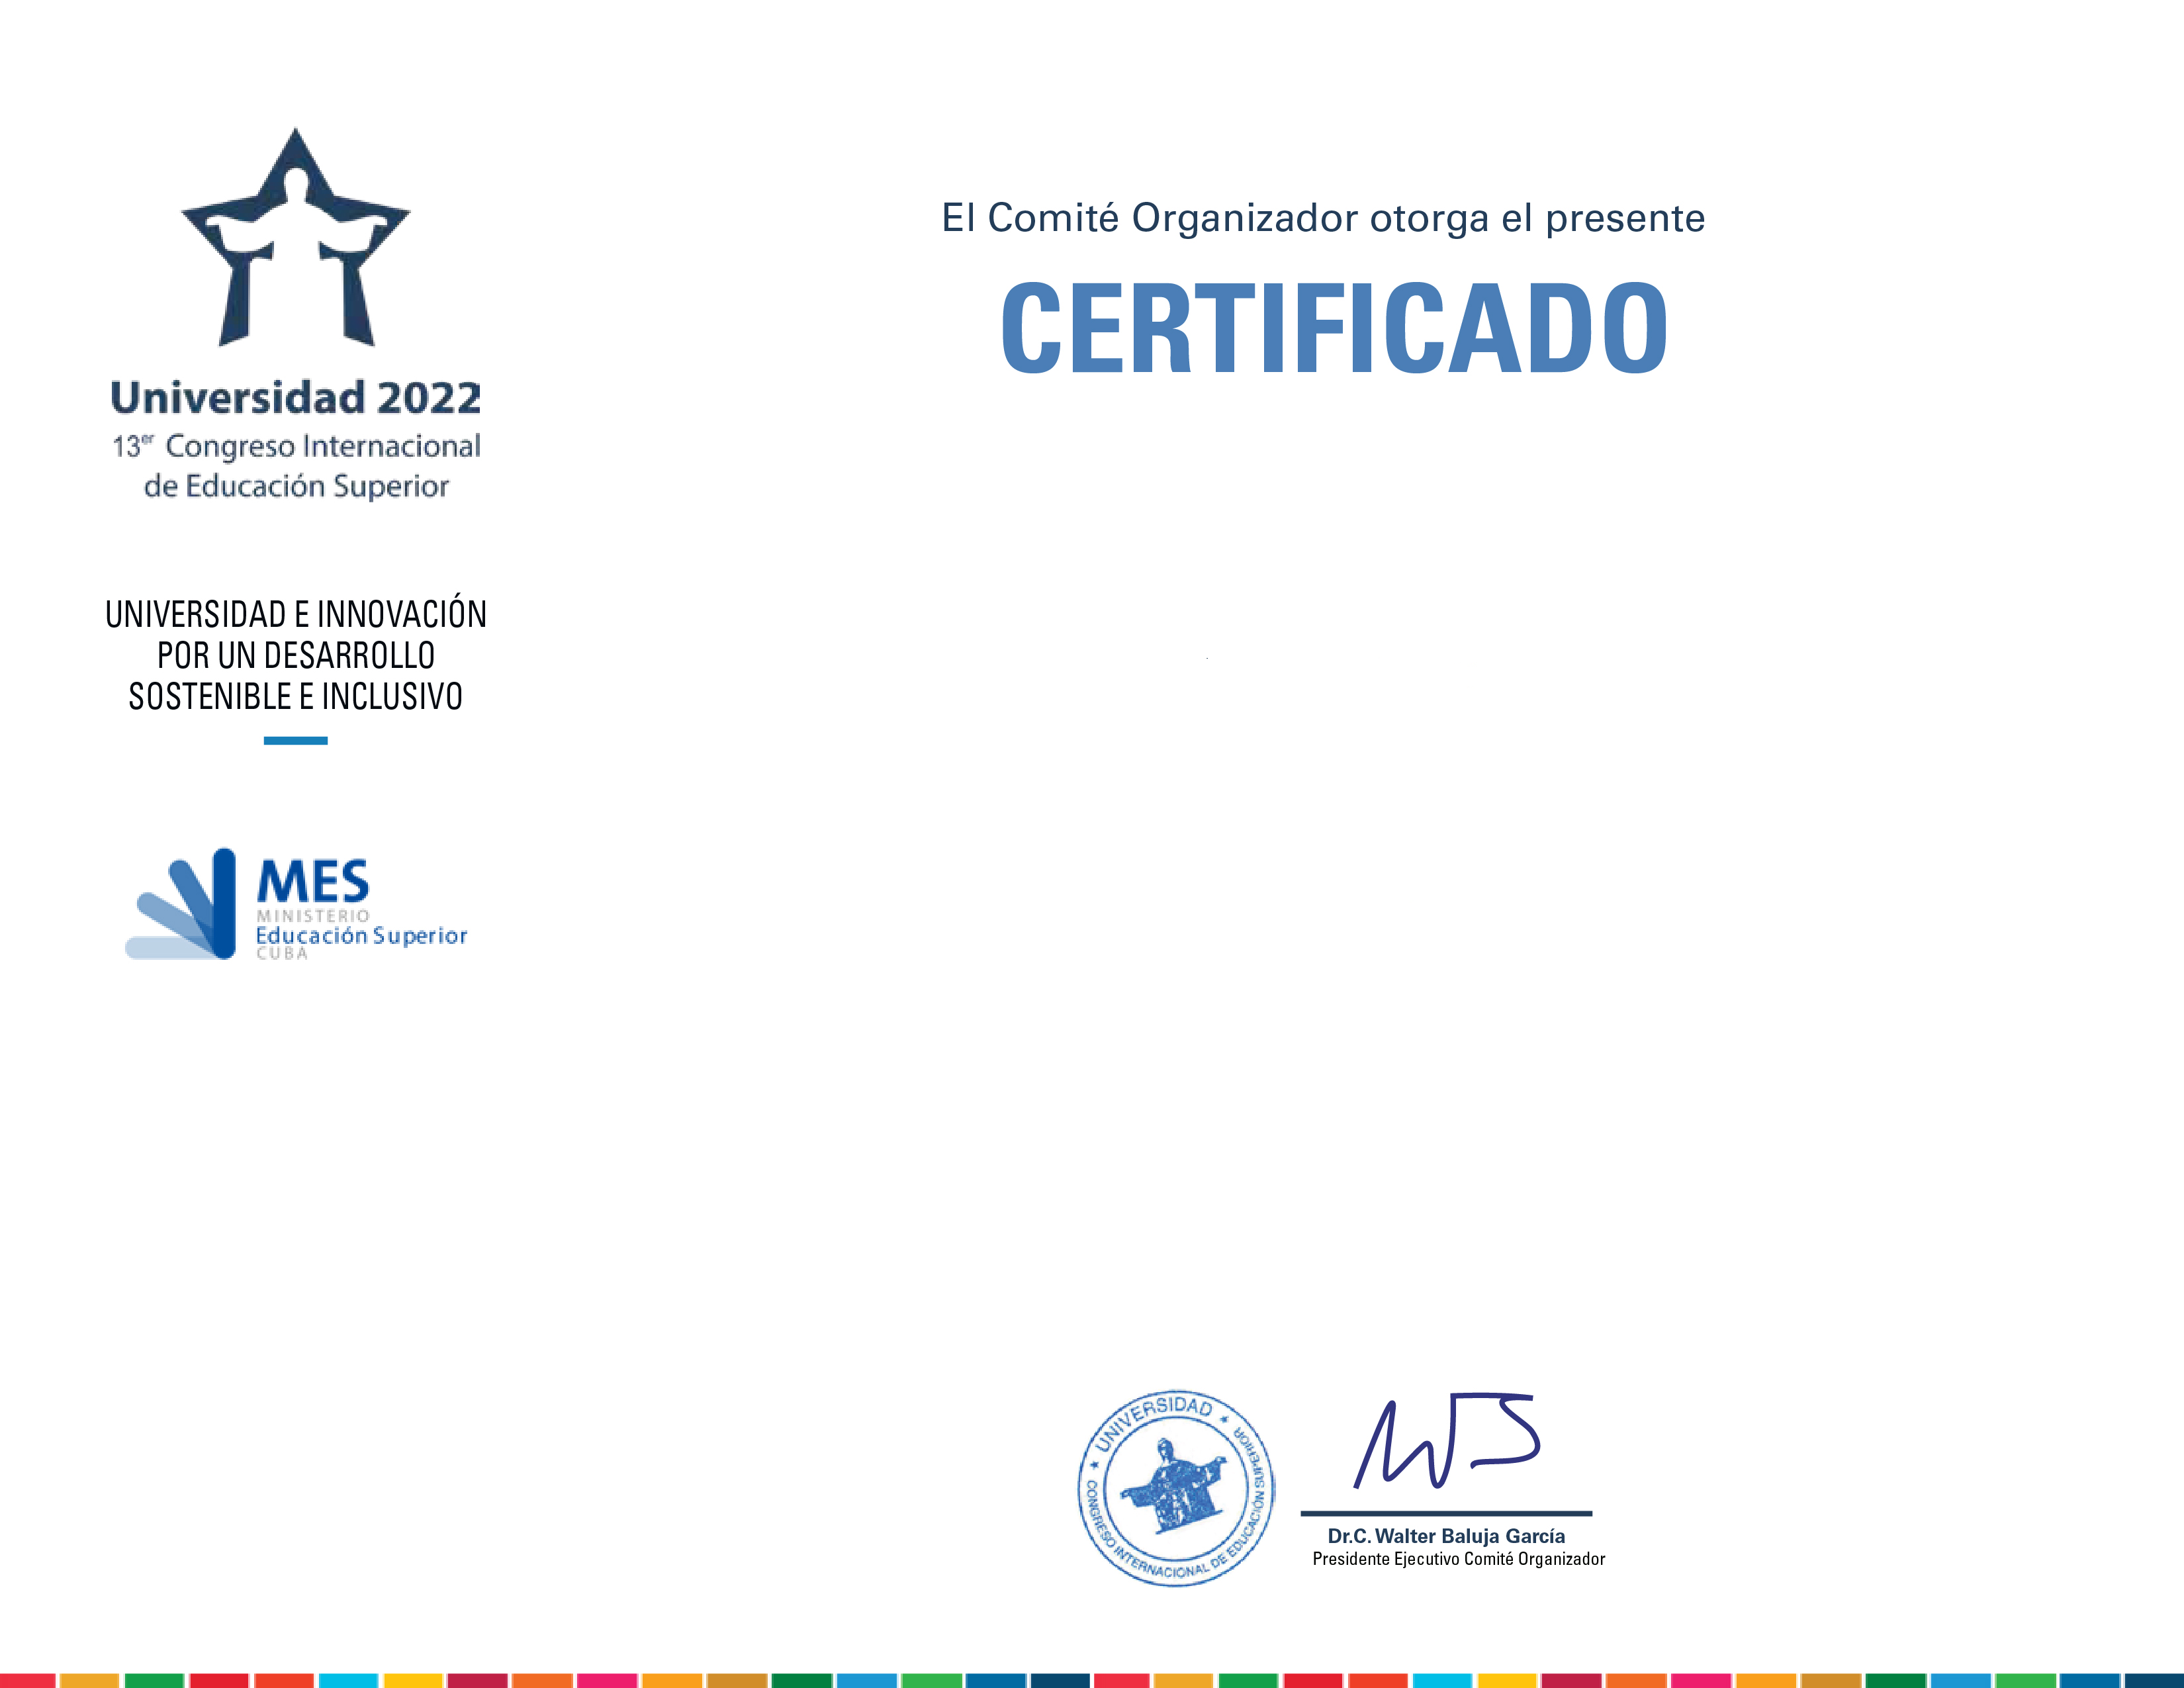 Universidad 2022
13er Congreso Internacional
de Educación Superior
UNIVERSIDAD E INNOVACIÓN
POR UN DESARROLLO
SOSTENIBLE E INCLUSIVO
MES
MINISTERIO
Educación Superior
CUBA
El Comité Organizador otorga el presente
CERTIFICADO
UNIVERSIDAD
CONGRESO INTERNACIONAL DE EDUCACIÓN SUPERIOR
Dr.C. Walter Baluja García
Presidente Ejecutivo Comité Organizador